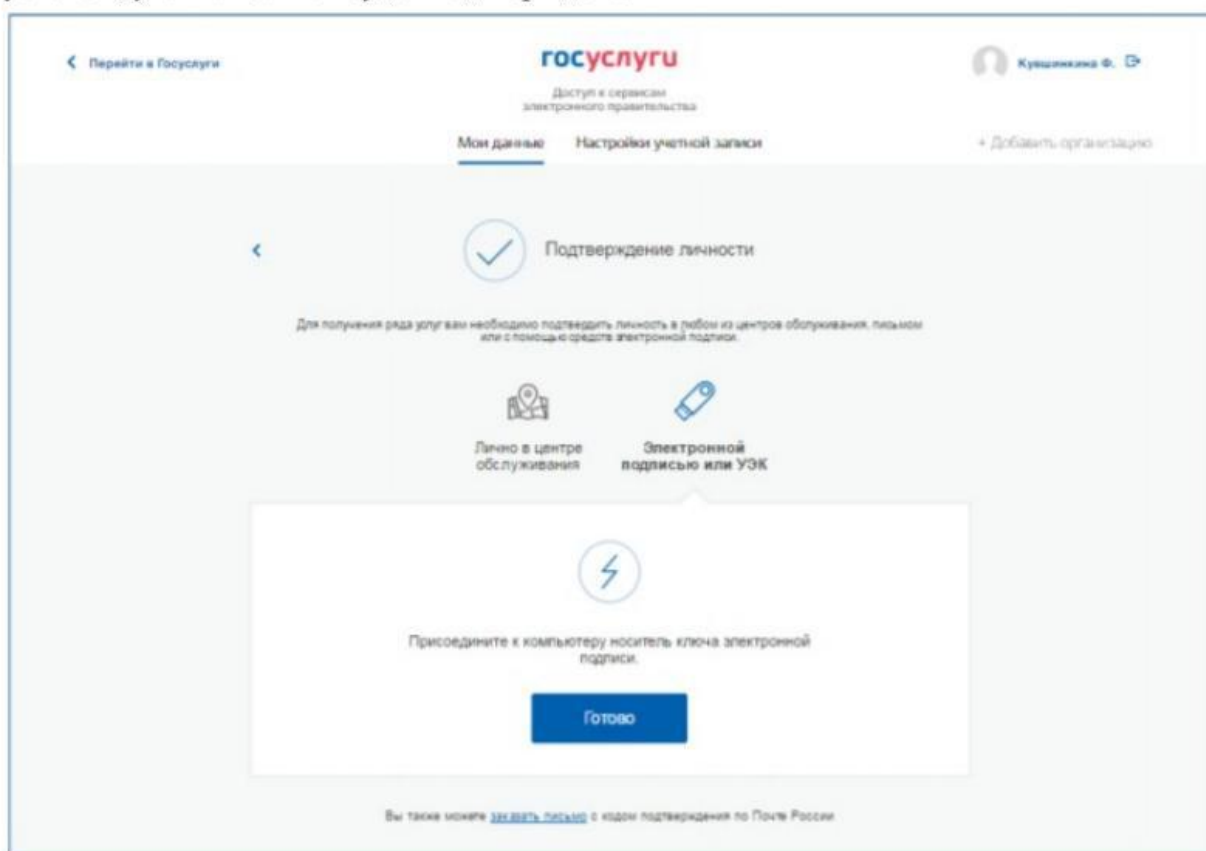 Перейти в Госуслуги
госуслуги
Кувшинкина Ф.
Доступ к сервисам
электронного правительства
Мои данные
Настройки учетной записи
+ Добавить организацию
Подтверждение личности
Для получения ряда услуг вам необходимо подтвердить личность в любом из центров обслуживания, письмом
или с помощью средств электронной подписи.
Лично в центре
обслуживания
Электронной
подписью или УЭК
Присоедините к компьютеру носитель ключа электронной
подписи.
Готово
Вы также можете заказать письмо с кодом подтверждения по Почте России